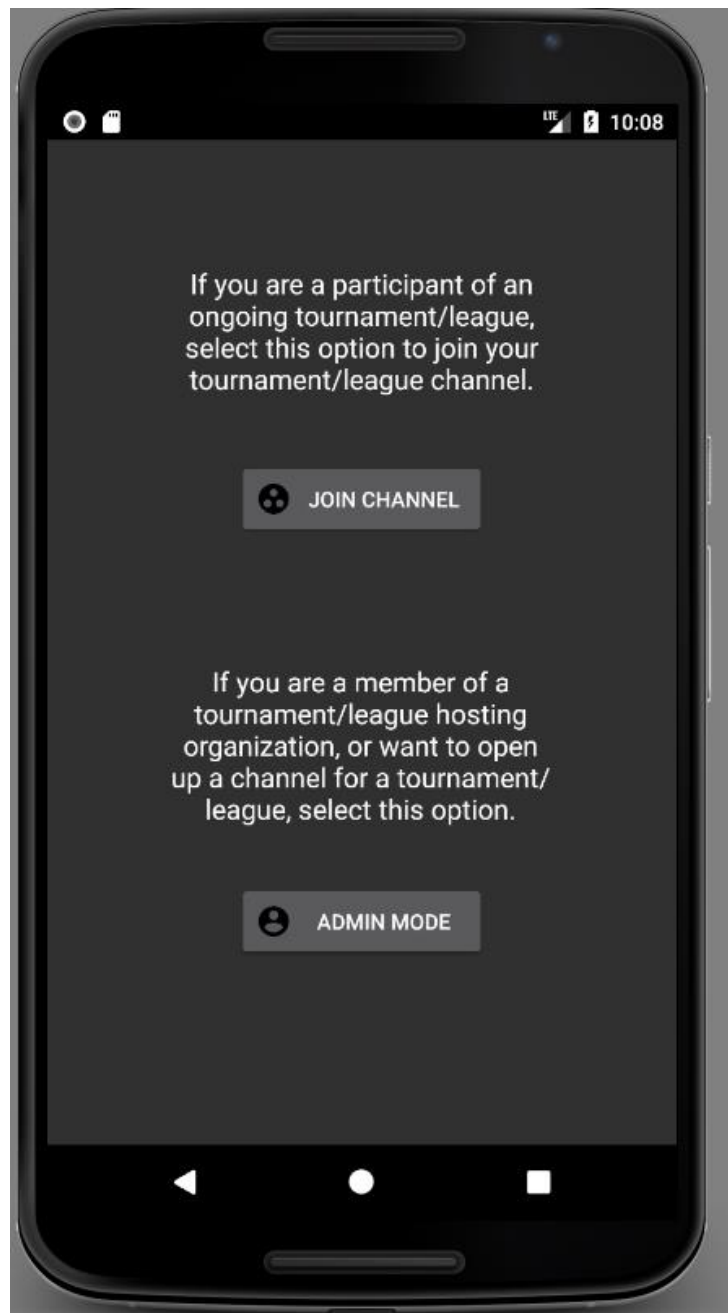 LTE 10:08
If you are a participant of an
ongoing tournament/league,
select this option to join your
tournament/league channel.
JOIN CHANNEL
If you are a member of a
tournament/league hosting
organization, or want to open
up a channel for a tournament/
league, select this option.
ADMIN MODE